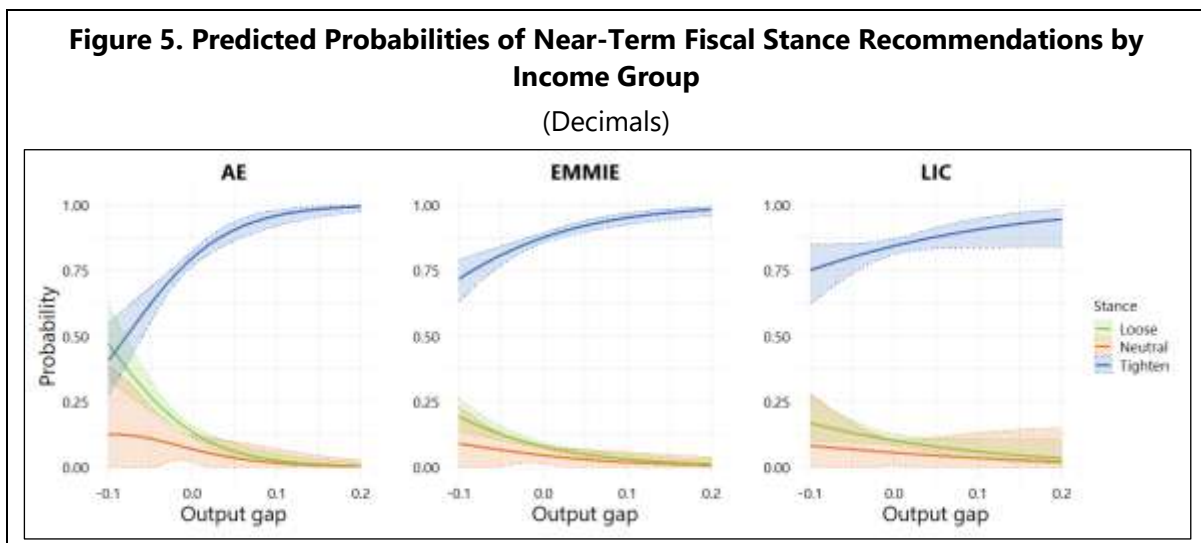 Figure 5. Predicted Probabilities of Near-Term Fiscal Stance Recommendations by
Income Group
(Decimals)
AE
EMMIE
LIC
1.00
0.75
0.50
0.25
0.00
Probability
-0.1 0.0 0.1 0.2
Output gap
1.00
0.75
0.50
0.25
0.00
-0.1 0.0 0.1 0.2
Output gap
1.00
0.75
0.50
0.25
0.00
-0.1 0.0 0.1 0.2
Output gap
Stance
Loose
Neutral
Tighten